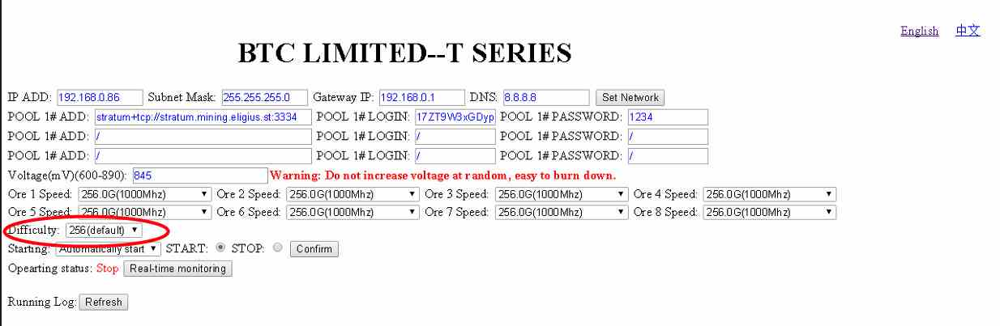 English 中文
BTC LIMITED--T SERIES
IP ADD: 192.168.0.86 Subnet Mask: 255.255.255.0 Gateway IP: 192.168.0.1 DNS: 8.8.8.8 Set Network
POOL 1# ADD: stratum+tcp://stratum.mining.eligius.st:3334 POOL 1# LOGIN: 17ZT9W3xGDyp POOL 1# PASSWORD: 1234
POOL 1# ADD: / POOL 1# LOGIN: / POOL 1# PASSWORD: /
POOL 1# ADD: / POOL 1# LOGIN: / POOL 1# PASSWORD: /
Voltage(mV)(600-890): 845 Warning: Do not increase voltage at random, easy to burn down.
Ore 1 Speed: 256.0G(1000Mhz) Ore 2 Speed: 256.0G(1000Mhz) Ore 3 Speed: 256.0G(1000Mhz) Ore 4 Speed: 256.0G(1000Mhz)
Ore 5 Speed: 256.0G(1000Mhz) Ore 6 Speed: 256.0G(1000Mhz) Ore 7 Speed: 256.0G(1000Mhz) Ore 8 Speed: 256.0G(1000Mhz)
Difficulty: 256(default)
Starting: Automatically start START: STOP: Confirm
Opearting status: Stop Real-time monitoring
Running Log: Refresh